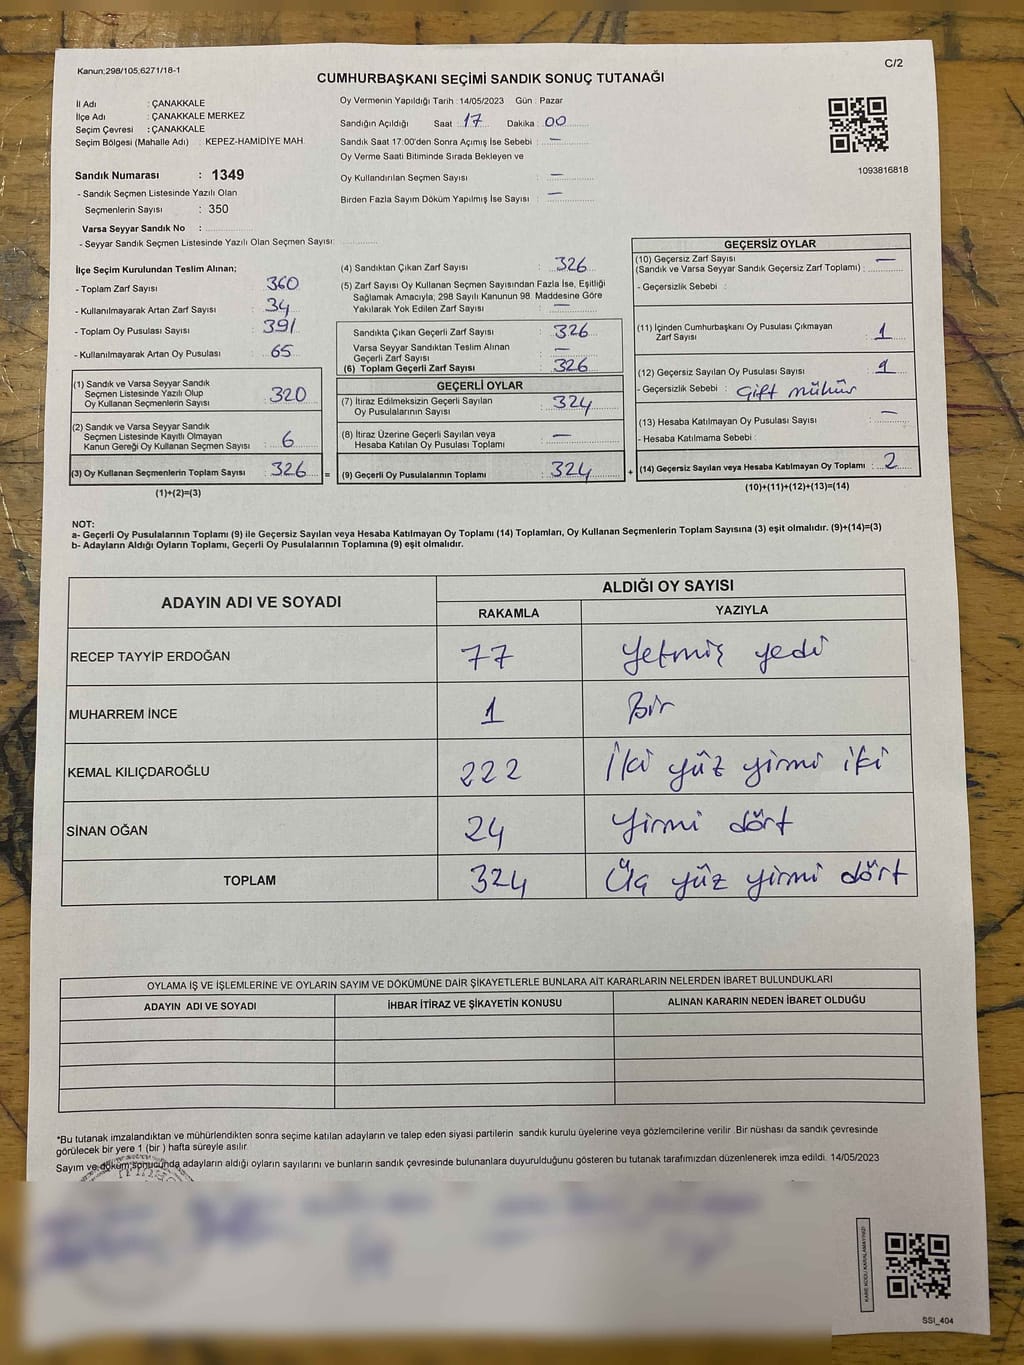 Kanun;298/105,6271/18-1
C/2
CUMHURBAŞKANI SEÇİMİ SANDIK SONUÇ TUTANAĞI
İl Adı : ÇANAKKALE
İlçe Adı : ÇANAKKALE MERKEZ
Seçim Çevresi : ÇANAKKALE
Seçim Bölgesi (Mahalle Adı) : KEPEZ-HAMİDİYE MAH.
Sandık Numarası : 1349
- Sandık Seçmen Listesinde Yazılı Olan
Seçmenlerin Sayısı : 350
Varsa Seyyar Sandık No :
- Seyyar Sandık Seçmen Listesinde Yazılı Olan Seçmen Sayısı:
Oy Vermenin Yapıldığı Tarih :14/05/2023 Gün : Pazar
Sandığın Açıldığı Saat : 17 Dakika : 00
Sandık Saat 17:00'den Sonra Açımış İse Sebebi : —
Oy Verme Saati Bitiminde Sırada Bekleyen ve
Oy Kullandırılan Seçmen Sayısı : —
Birden Fazla Sayım Döküm Yapılmış İse Sayısı : —
1093816818
İlçe Seçim Kurulundan Teslim Alınan;
- Toplam Zarf Sayısı : 360
- Kullanılmayarak Artan Zarf Sayısı : 34
- Toplam Oy Pusulası Sayısı : 391
- Kullanılmayarak Artan Oy Pusulası : 65
(1) Sandık ve Varsa Seyyar Sandık
Seçmen Listesinde Yazılı Olup
Oy Kullanan Seçmenlerin Sayısı : 320
(2) Sandık ve Varsa Seyyar Sandık
Seçmen Listesinde Kayıtlı Olmayan
Kanun Gereği Oy Kullanan Seçmen Sayısı : 6
(3) Oy Kullanan Seçmenlerin Toplam Sayısı : 326
(1)+(2)=(3)
=
(4) Sandıktan Çıkan Zarf Sayısı : 326
(5) Zarf Sayısı Oy Kullanan Seçmen Sayısından Fazla İse, Eşitliği
Sağlamak Amacıyla; 298 Sayılı Kanunun 98. Maddesine Göre
Yakılarak Yok Edilen Zarf Sayısı : —
Sandıkta Çıkan Geçerli Zarf Sayısı : 326
Varsa Seyyar Sandıktan Teslim Alınan
Geçerli Zarf Sayısı : —
(6) Toplam Geçerli Zarf Sayısı : 326
GEÇERLİ OYLAR
(7) İtiraz Edilmeksizin Geçerli Sayılan
Oy Pusulalarının Sayısı : 324
(8) İtiraz Üzerine Geçerli Sayılan veya
Hesaba Katılan Oy Pusulası Toplamı : —
(9) Geçerli Oy Pusulalarının Toplamı : 324
+
GEÇERSİZ OYLAR
(10) Geçersiz Zarf Sayısı
(Sandık ve Varsa Seyyar Sandık Geçersiz Zarf Toplamı) : —
- Geçersizlik Sebebi :
(11) İçinden Cumhurbaşkanı Oy Pusulası Çıkmayan
Zarf Sayısı : 1
(12) Geçersiz Sayılan Oy Pusulası Sayısı : 1
- Geçersizlik Sebebi : Çift mühür
(13) Hesaba Katılmayan Oy Pusulası Sayısı : —
- Hesaba Katılmama Sebebi :
(14) Geçersiz Sayılan veya Hesaba Katılmayan Oy Toplamı : 2
(10)+(11)+(12)+(13)=(14)
NOT:
a- Geçerli Oy Pusulalarının Toplamı (9) ile Geçersiz Sayılan veya Hesaba Katılmayan Oy Toplamı (14) Toplamları, Oy Kullanan Seçmenlerin Toplam Sayısına (3) eşit olmalıdır. (9)+(14)=(3)
b- Adayların Aldığı Oyların Toplamı, Geçerli Oy Pusulalarının Toplamına (9) eşit olmalıdır.
ADAYIN ADI VE SOYADI
ALDIĞI OY SAYISI
RAKAMLA YAZIYLA
RECEP TAYYİP ERDOĞAN 77 Yetmiş yedi
MUHARREM İNCE 1 Bir
KEMAL KILIÇDAROĞLU 222 İki yüz yirmi iki
SİNAN OĞAN 24 Yirmi dört
TOPLAM 324 Üç yüz yirmi dört
OYLAMA İŞ VE İŞLEMLERİNE VE OYLARIN SAYIM VE DÖKÜMÜNE DAİR ŞİKAYETLERLE BUNLARA AİT KARARLARIN NELERDEN İBARET BULUNDUKLARI
ADAYIN ADI VE SOYADI İHBAR İTİRAZ VE ŞİKAYETİN KONUSU ALINAN KARARIN NEDEN İBARET OLDUĞU
*Bu tutanak imzalandıktan ve mühürlendikten sonra seçime katılan adayların ve talep eden siyasi partilerin sandık kurulu üyelerine veya gözlemcilerine verilir .Bir nüshası da sandık çevresinde
görülecek bir yere 1 (bir ) hafta süreyle asılır.
Sayım ve döküm sonucunda adayların aldığı oyların sayılarını ve bunların sandık çevresinde bulunanlara duyurulduğunu gösteren bu tutanak tarafımızdan düzenlenerek imza edildi. 14/05/2023
KARE KODU KARALAMAYINIZ!
SSI_404